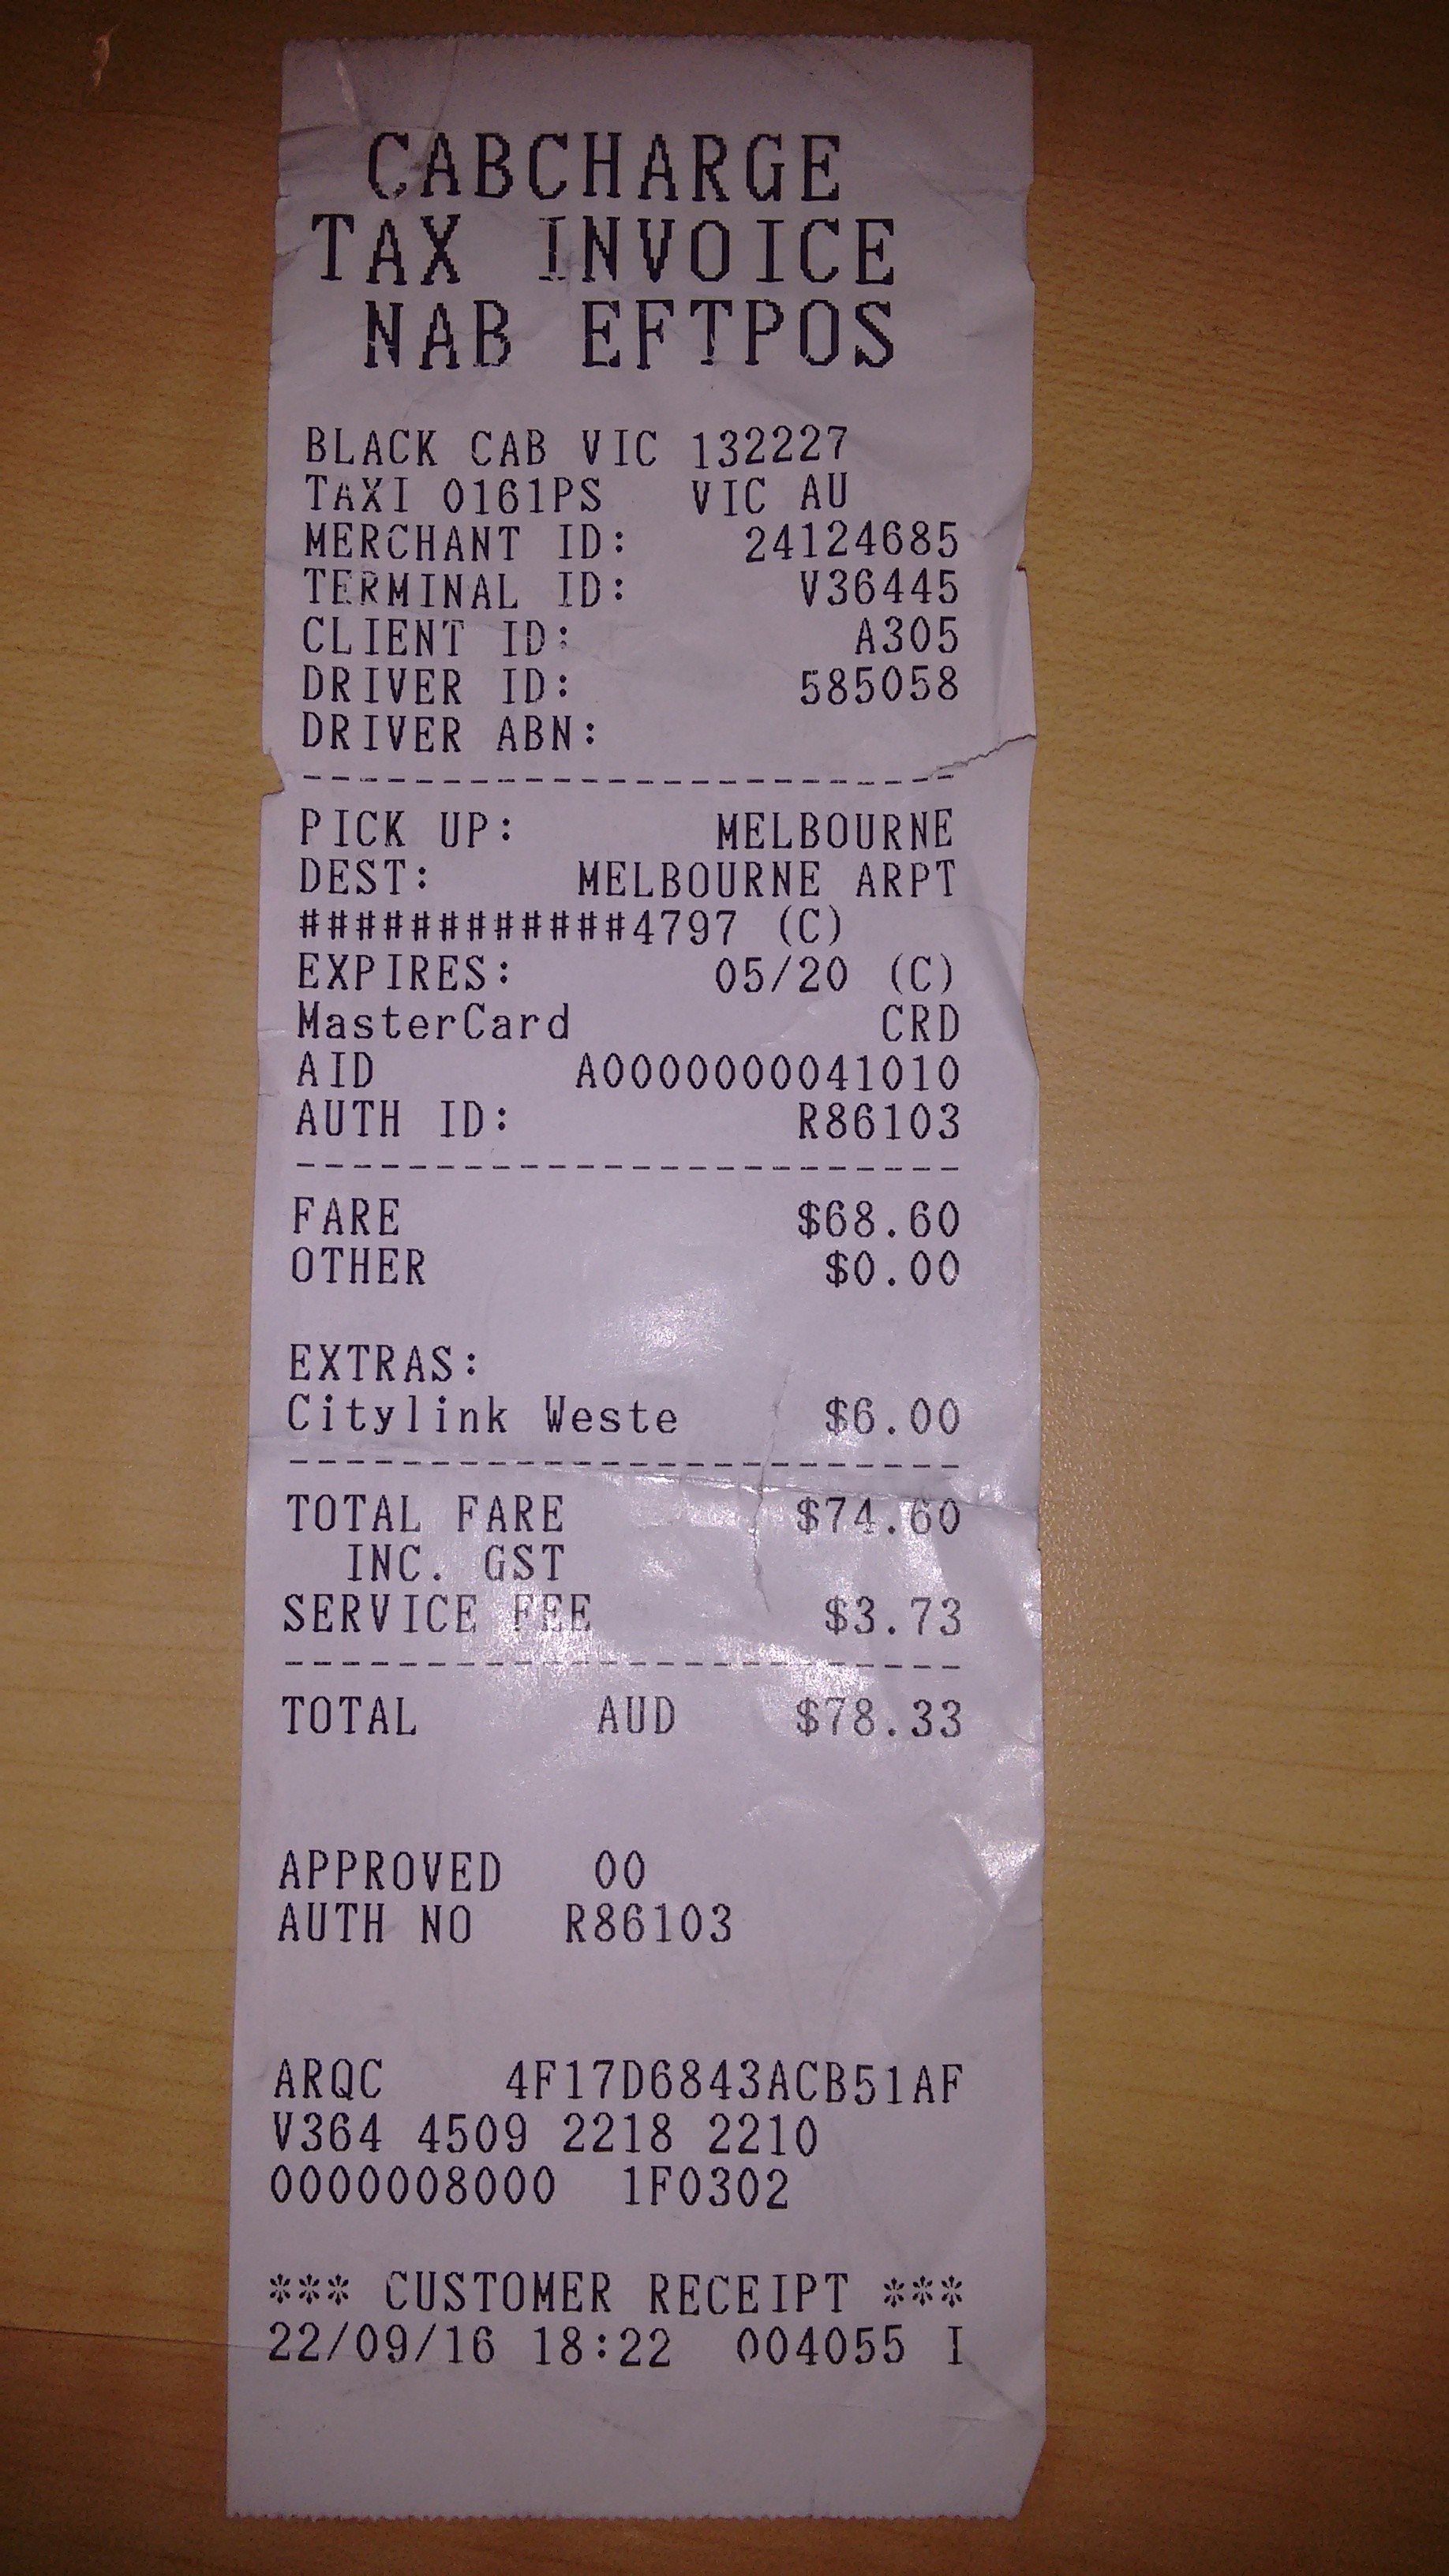 CABCHARGE
TAX INVOICE
NAB EFTPOS
BLACK CAB VIC 132227
TAXI 0161PS VIC AU
MERCHANT ID: 24124685
TERMINAL ID: V36445
CLIENT ID: A305
DRIVER ID: 585058
DRIVER ABN:
------------------------
PICK UP: MELBOURNE
DEST: MELBOURNE ARPT
############4797 (C)
EXPIRES: 05/20 (C)
MasterCard CRD
AID A0000000041010
AUTH ID: R86103
------------------------
FARE $68.60
OTHER $0.00
EXTRAS:
Citylink Weste $6.00
------------------------
TOTAL FARE $74.60
INC. GST
SERVICE FEE $3.73
------------------------
TOTAL AUD $78.33
APPROVED 00
AUTH NO R86103
ARQC 4F17D6843ACB51AF
V364 4509 2218 2210
0000008000 1F0302
*** CUSTOMER RECEIPT ***
22/09/16 18:22 004055 I